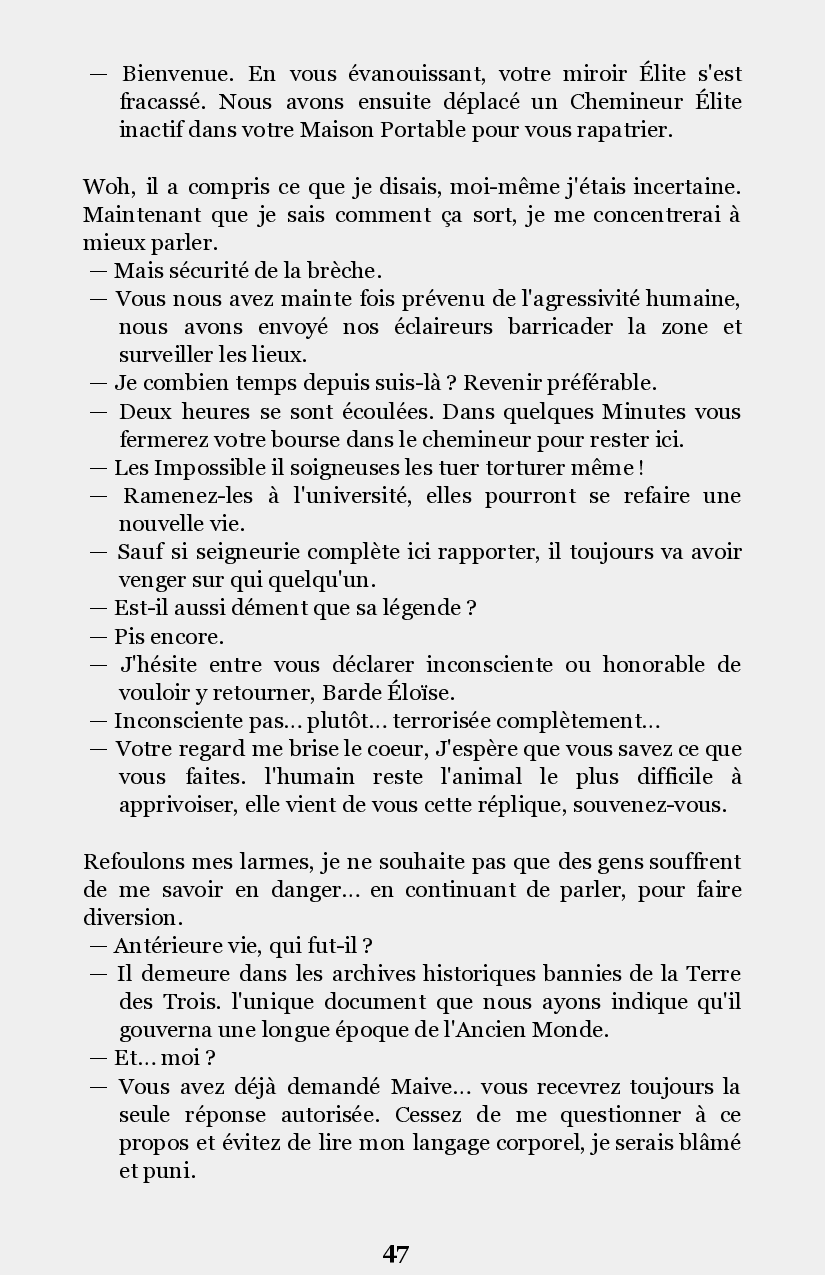 — Bienvenue. En vous évanouissant, votre miroir Élite s'est
fracassé. Nous avons ensuite déplacé un Chemineur Élite
inactif dans votre Maison Portable pour vous rapatrier.
Woh, il a compris ce que je disais, moi-même j'étais incertaine.
Maintenant que je sais comment ça sort, je me concentrerai à
mieux parler.
— Mais sécurité de la brèche.
— Vous nous avez mainte fois prévenu de l'agressivité humaine,
nous avons envoyé nos éclaireurs barricader la zone et
surveiller les lieux.
— Je combien temps depuis suis-là ? Revenir préférable.
— Deux heures se sont écoulées. Dans quelques Minutes vous
fermerez votre bourse dans le chemineur pour rester ici.
— Les Impossible il soigneuses les tuer torturer même !
— Ramenez-les à l'université, elles pourront se refaire une
nouvelle vie.
— Sauf si seigneurie complète ici rapporter, il toujours va avoir
venger sur qui quelqu'un.
— Est-il aussi dément que sa légende ?
— Pis encore.
— J'hésite entre vous déclarer inconsciente ou honorable de
vouloir y retourner, Barde Éloïse.
— Inconsciente pas... plutôt... terrorisée complètement...
— Votre regard me brise le coeur, J'espère que vous savez ce que
vous faites. l'humain reste l'animal le plus difficile à
apprivoiser, elle vient de vous cette réplique, souvenez-vous.
Refoulons mes larmes, je ne souhaite pas que des gens souffrent
de me savoir en danger... en continuant de parler, pour faire
diversion.
— Antérieure vie, qui fut-il ?
— Il demeure dans les archives historiques bannies de la Terre
des Trois. l'unique document que nous ayons indique qu'il
gouverna une longue époque de l'Ancien Monde.
— Et... moi ?
— Vous avez déjà demandé Maive... vous recevrez toujours la
seule réponse autorisée. Cessez de me questionner à ce
propos et évitez de lire mon langage corporel, je serais blâmé
et puni.
47